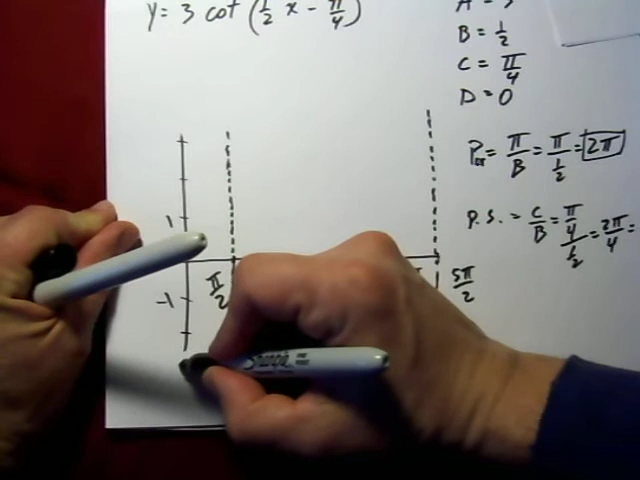 y = 3 cot (1/2 x - π/4)
B = 1/2
C = π/4
D = 0
Per = π/B = π/(1/2) = 2π
P.S. = C/B = (π/4)/(1/2) = 2π/4 =
1
-1
π/2
5π/2
Sharpie